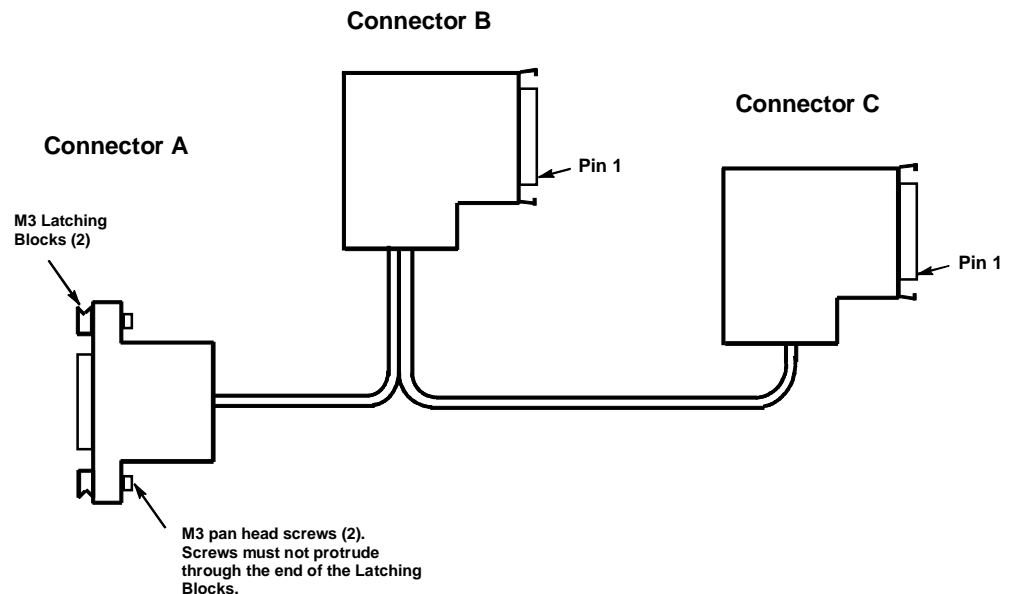 Connector B
Connector C
Connector A
Pin 1
M3 Latching
Blocks (2)
Pin 1
M3 pan head screws (2).
Screws must not protrude
through the end of the Latching
Blocks.